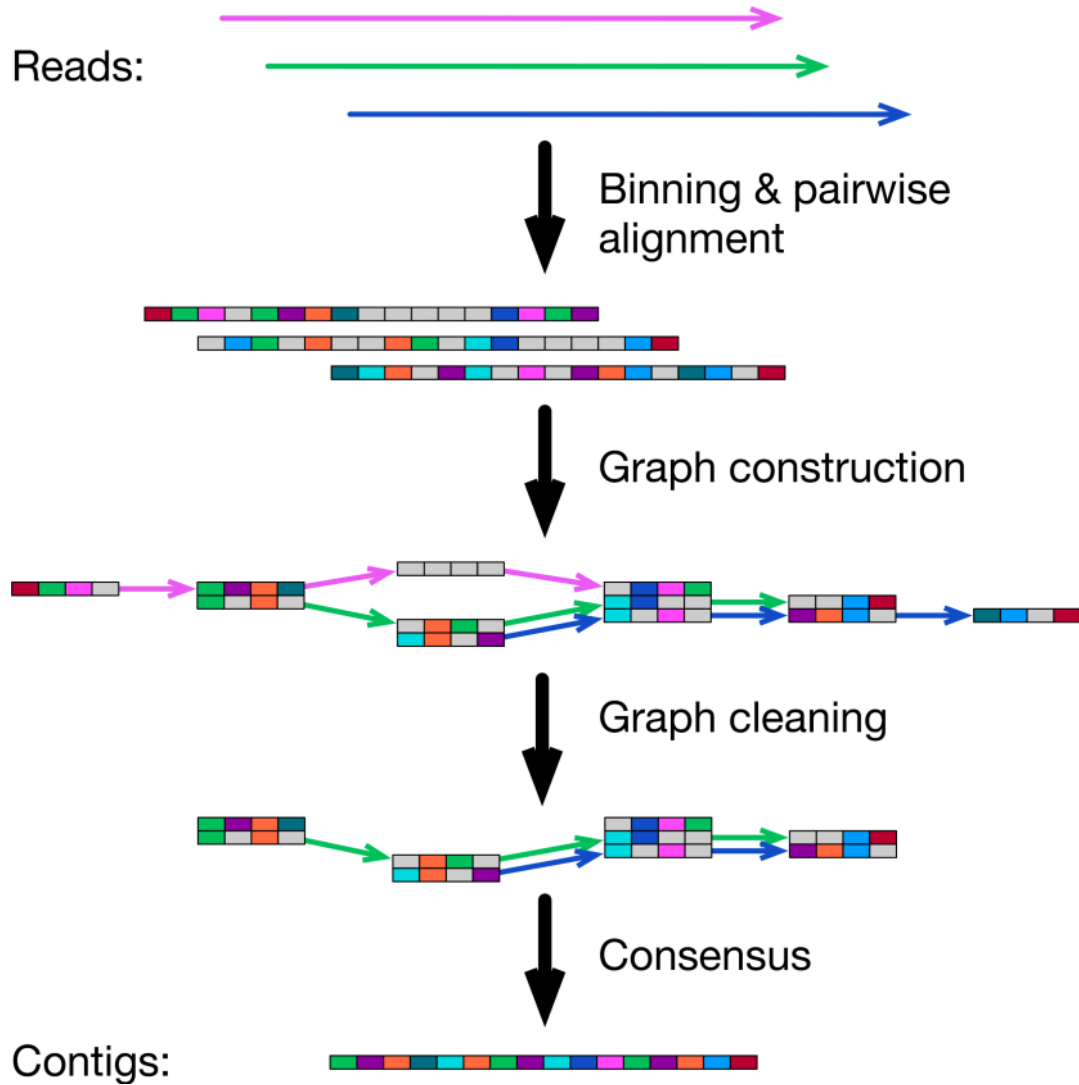 Reads:
Binning & pairwise
alignment
Graph construction
Graph cleaning
Consensus
Contigs: